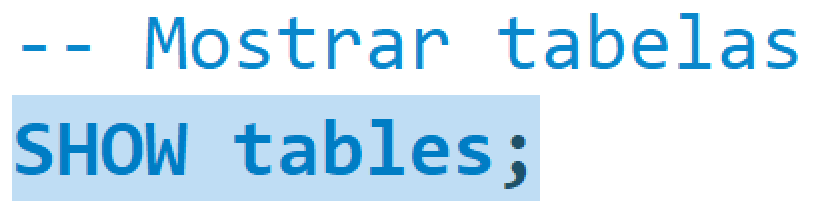 -- Mostrar tabelas
SHOW tables;